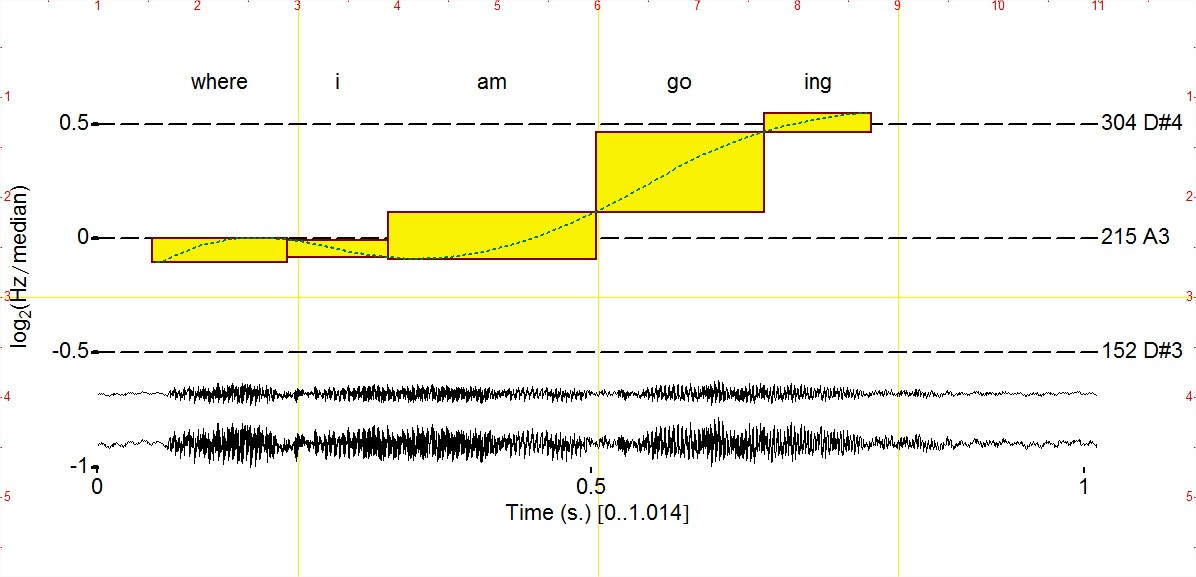 1 2 3 4 5 6 7 8 9 10 11
where i am go ing
1 1
0.5 304 D#4
2 2
0 215 A3
3 3
log2(Hz/median)
-0.5 152 D#3
4 4
-1
0 0.5 1
5 5
Time (s.) [0..1.014]